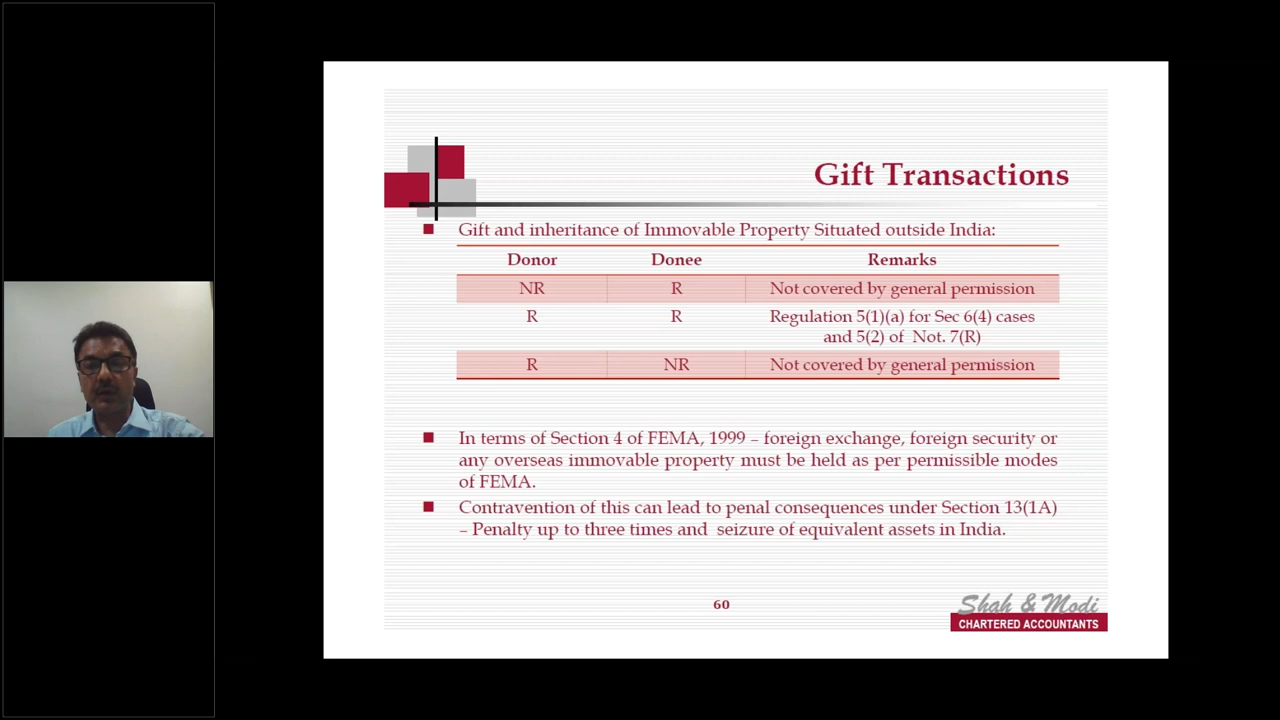 Gift Transactions
Gift and inheritance of Immovable Property Situated outside India:
Donor Donee Remarks
NR R Not covered by general permission
R R Regulation 5(1)(a) for Sec 6(4) cases
and 5(2) of Not. 7(R)
R NR Not covered by general permission
In terms of Section 4 of FEMA, 1999 – foreign exchange, foreign security or
any overseas immovable property must be held as per permissible modes
of FEMA.
Contravention of this can lead to penal consequences under Section 13(1A)
– Penalty up to three times and seizure of equivalent assets in India.
60
Shah & Modi
CHARTERED ACCOUNTANTS